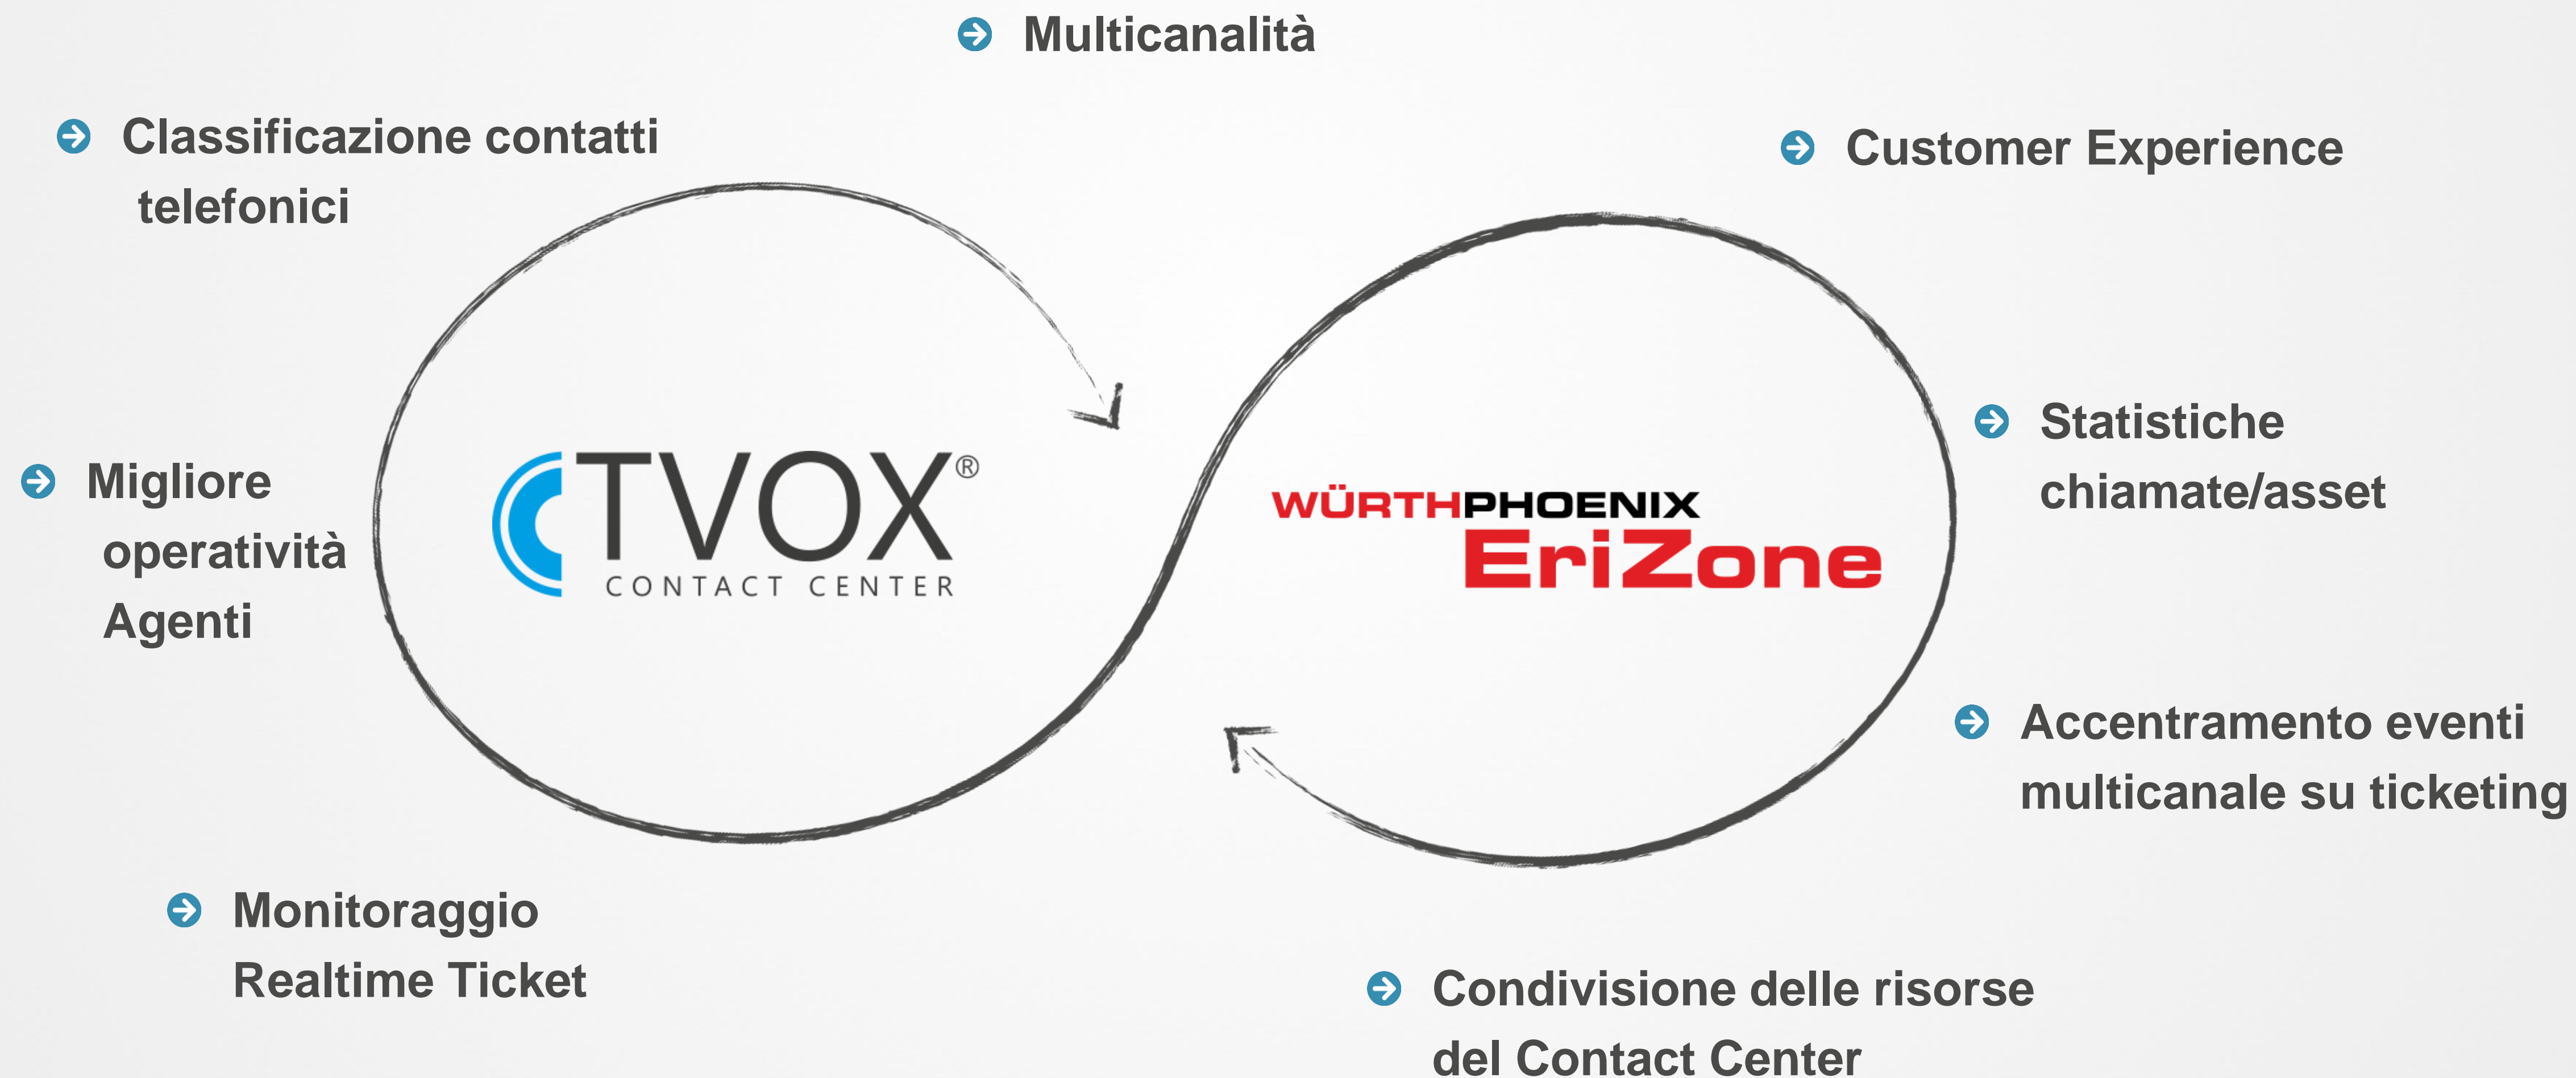 Multicanalità
Classificazione contatti
telefonici
Customer Experience
Migliore
operatività
Agenti
TVOX®
CONTACT CENTER
WÜRTHPHOENIX
EriZone
Statistiche
chiamate/asset
Accentramento eventi
multicanale su ticketing
Monitoraggio
Realtime Ticket
Condivisione delle risorse
del Contact Center